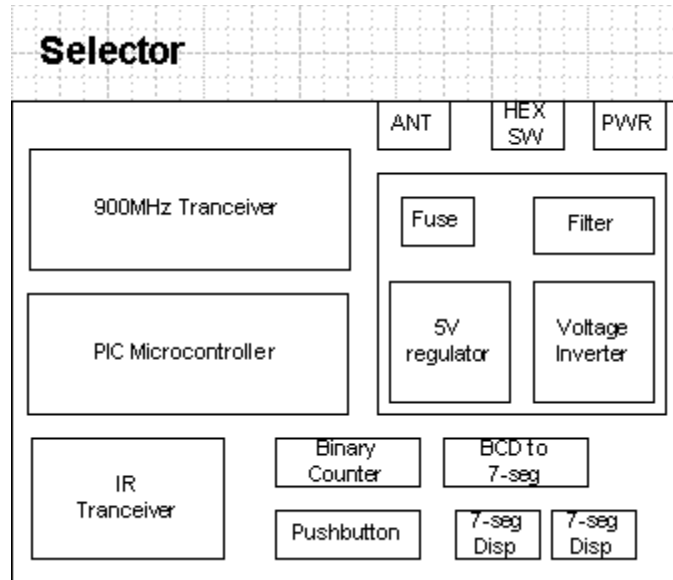 Selector
ANT
HEX
SW
PWR
900MHz Tranceiver
Fuse
Filter
PIC Microcontroller
5V
regulator
Voltage
Inverter
IR
Tranceiver
Binary
Counter
BCD to
7-seg
Pushbutton
7-seg
Disp
7-seg
Disp